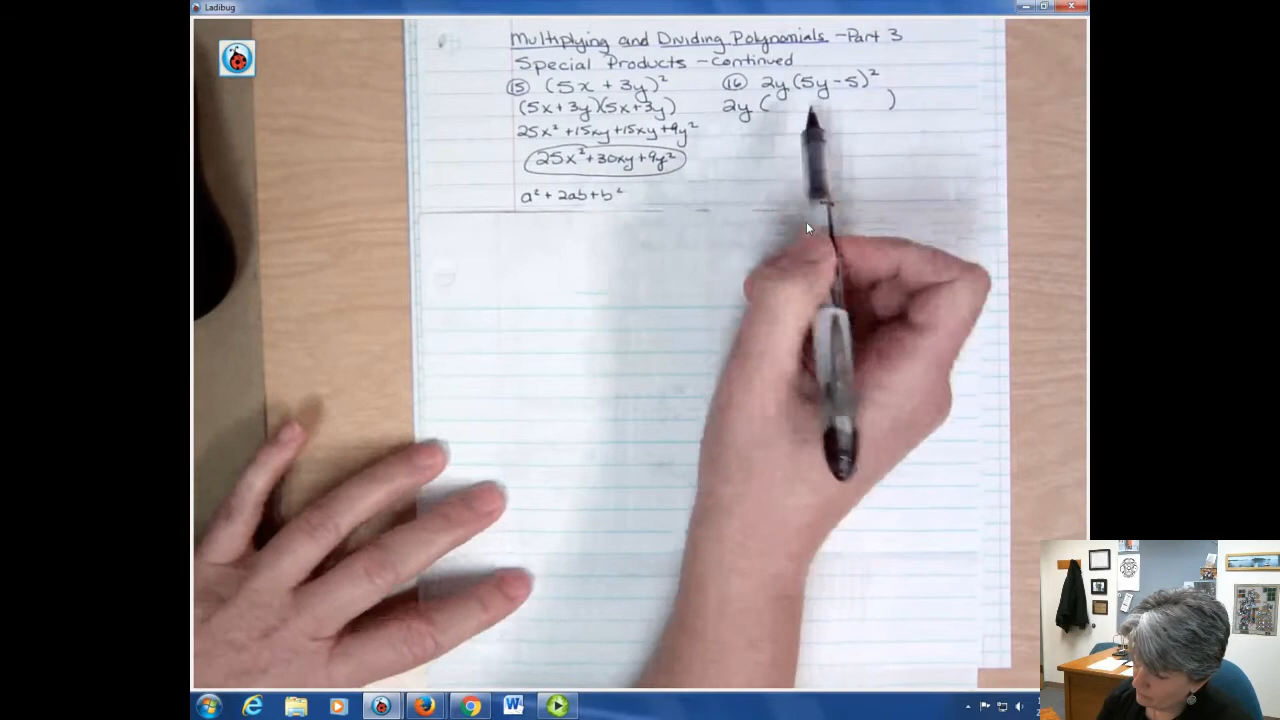 Ladibug
Multiplying and Dividing Polynomials - Part 3
Special Products - continued
⑮ (5x + 3y)²
(5x+3y)(5x+3y)
25x² +15xy+15xy+9y²
25x²+30xy+9y²
a² + 2ab + b²
⑯ 2y(5y-5)²
2y ( )